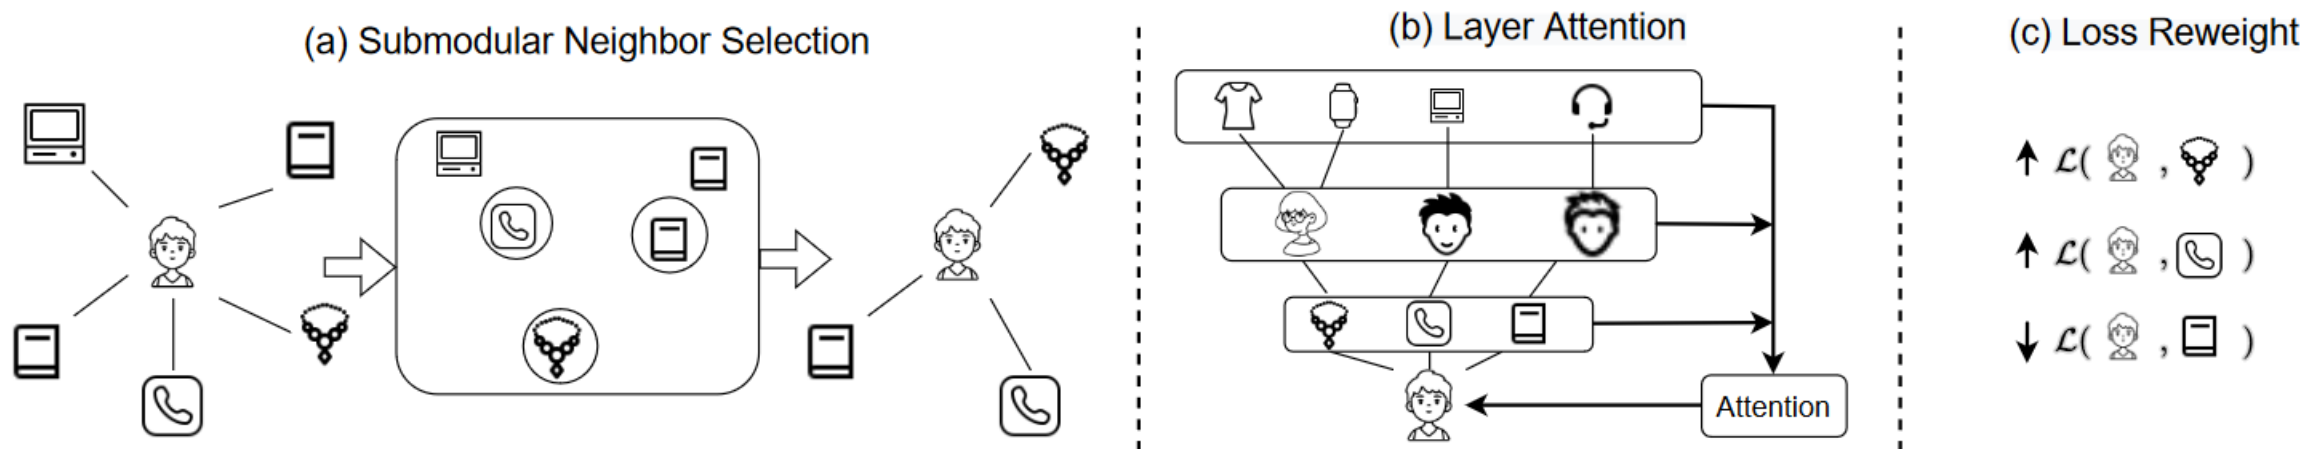 (a) Submodular Neighbor Selection
(b) Layer Attention
Attention
(c) Loss Reweight
↑ ℒ( , )
↑ ℒ( , )
↓ ℒ( , )